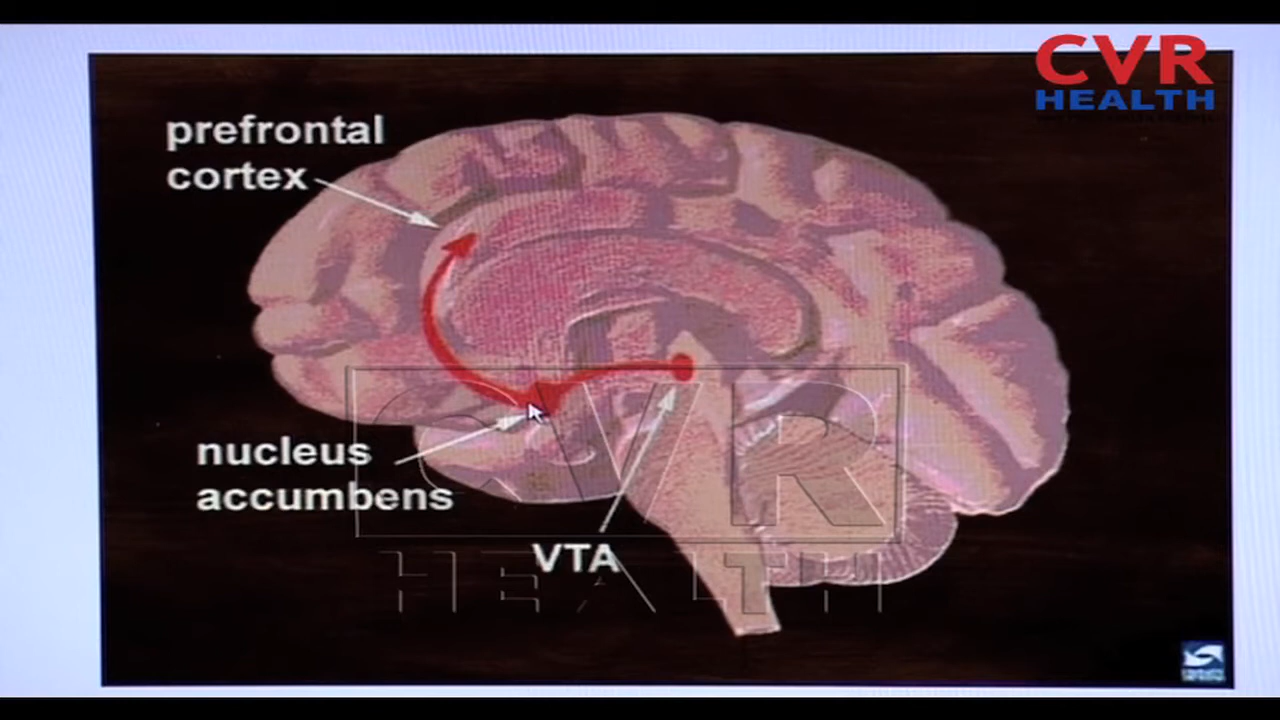 CVR
HEALTH
prefrontal
cortex
nucleus
accumbens
VTA
CVR
HEALTH